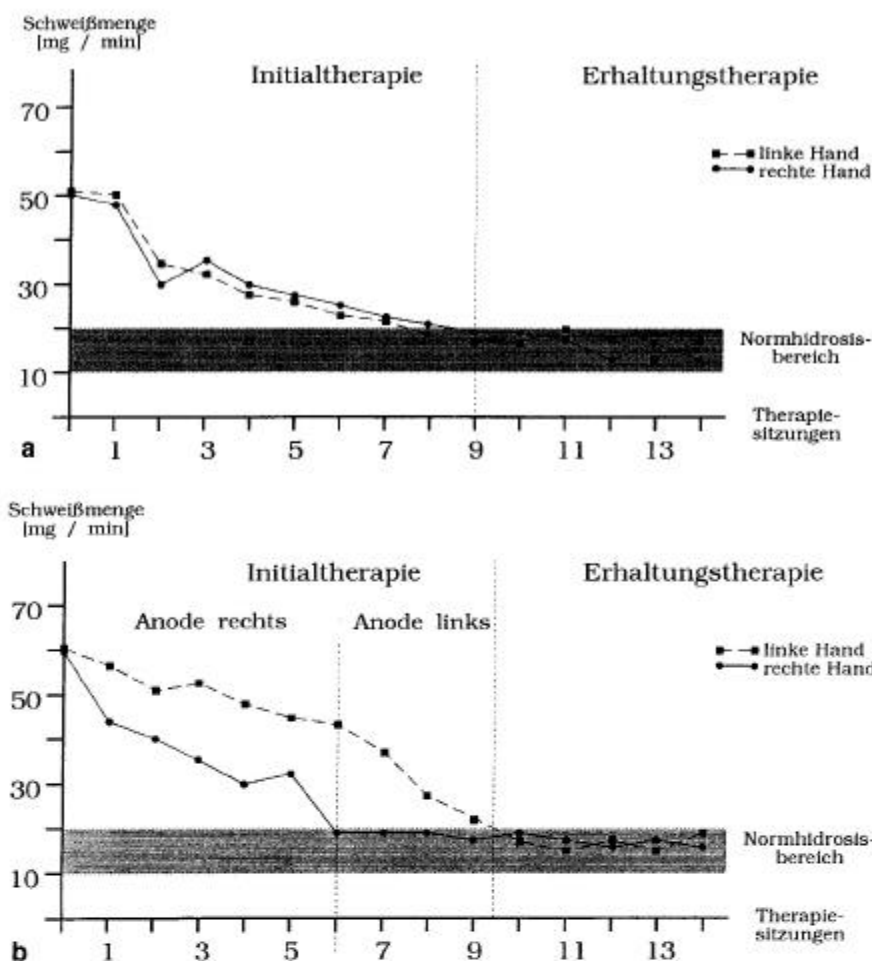 Schweißmenge
[mg / min]
Initialtherapie
Erhaltungstherapie
70
50
30
10
linke Hand
rechte Hand
Normhidrosis-
bereich
Therapie-
sitzungen
a
1 3 5 7 9 11 13
Schweißmenge
[mg / min]
Initialtherapie
Erhaltungstherapie
Anode rechts
Anode links
70
50
30
10
linke Hand
rechte Hand
Normhidrosis-
bereich
Therapie-
sitzungen
b
1 3 5 7 9 11 13